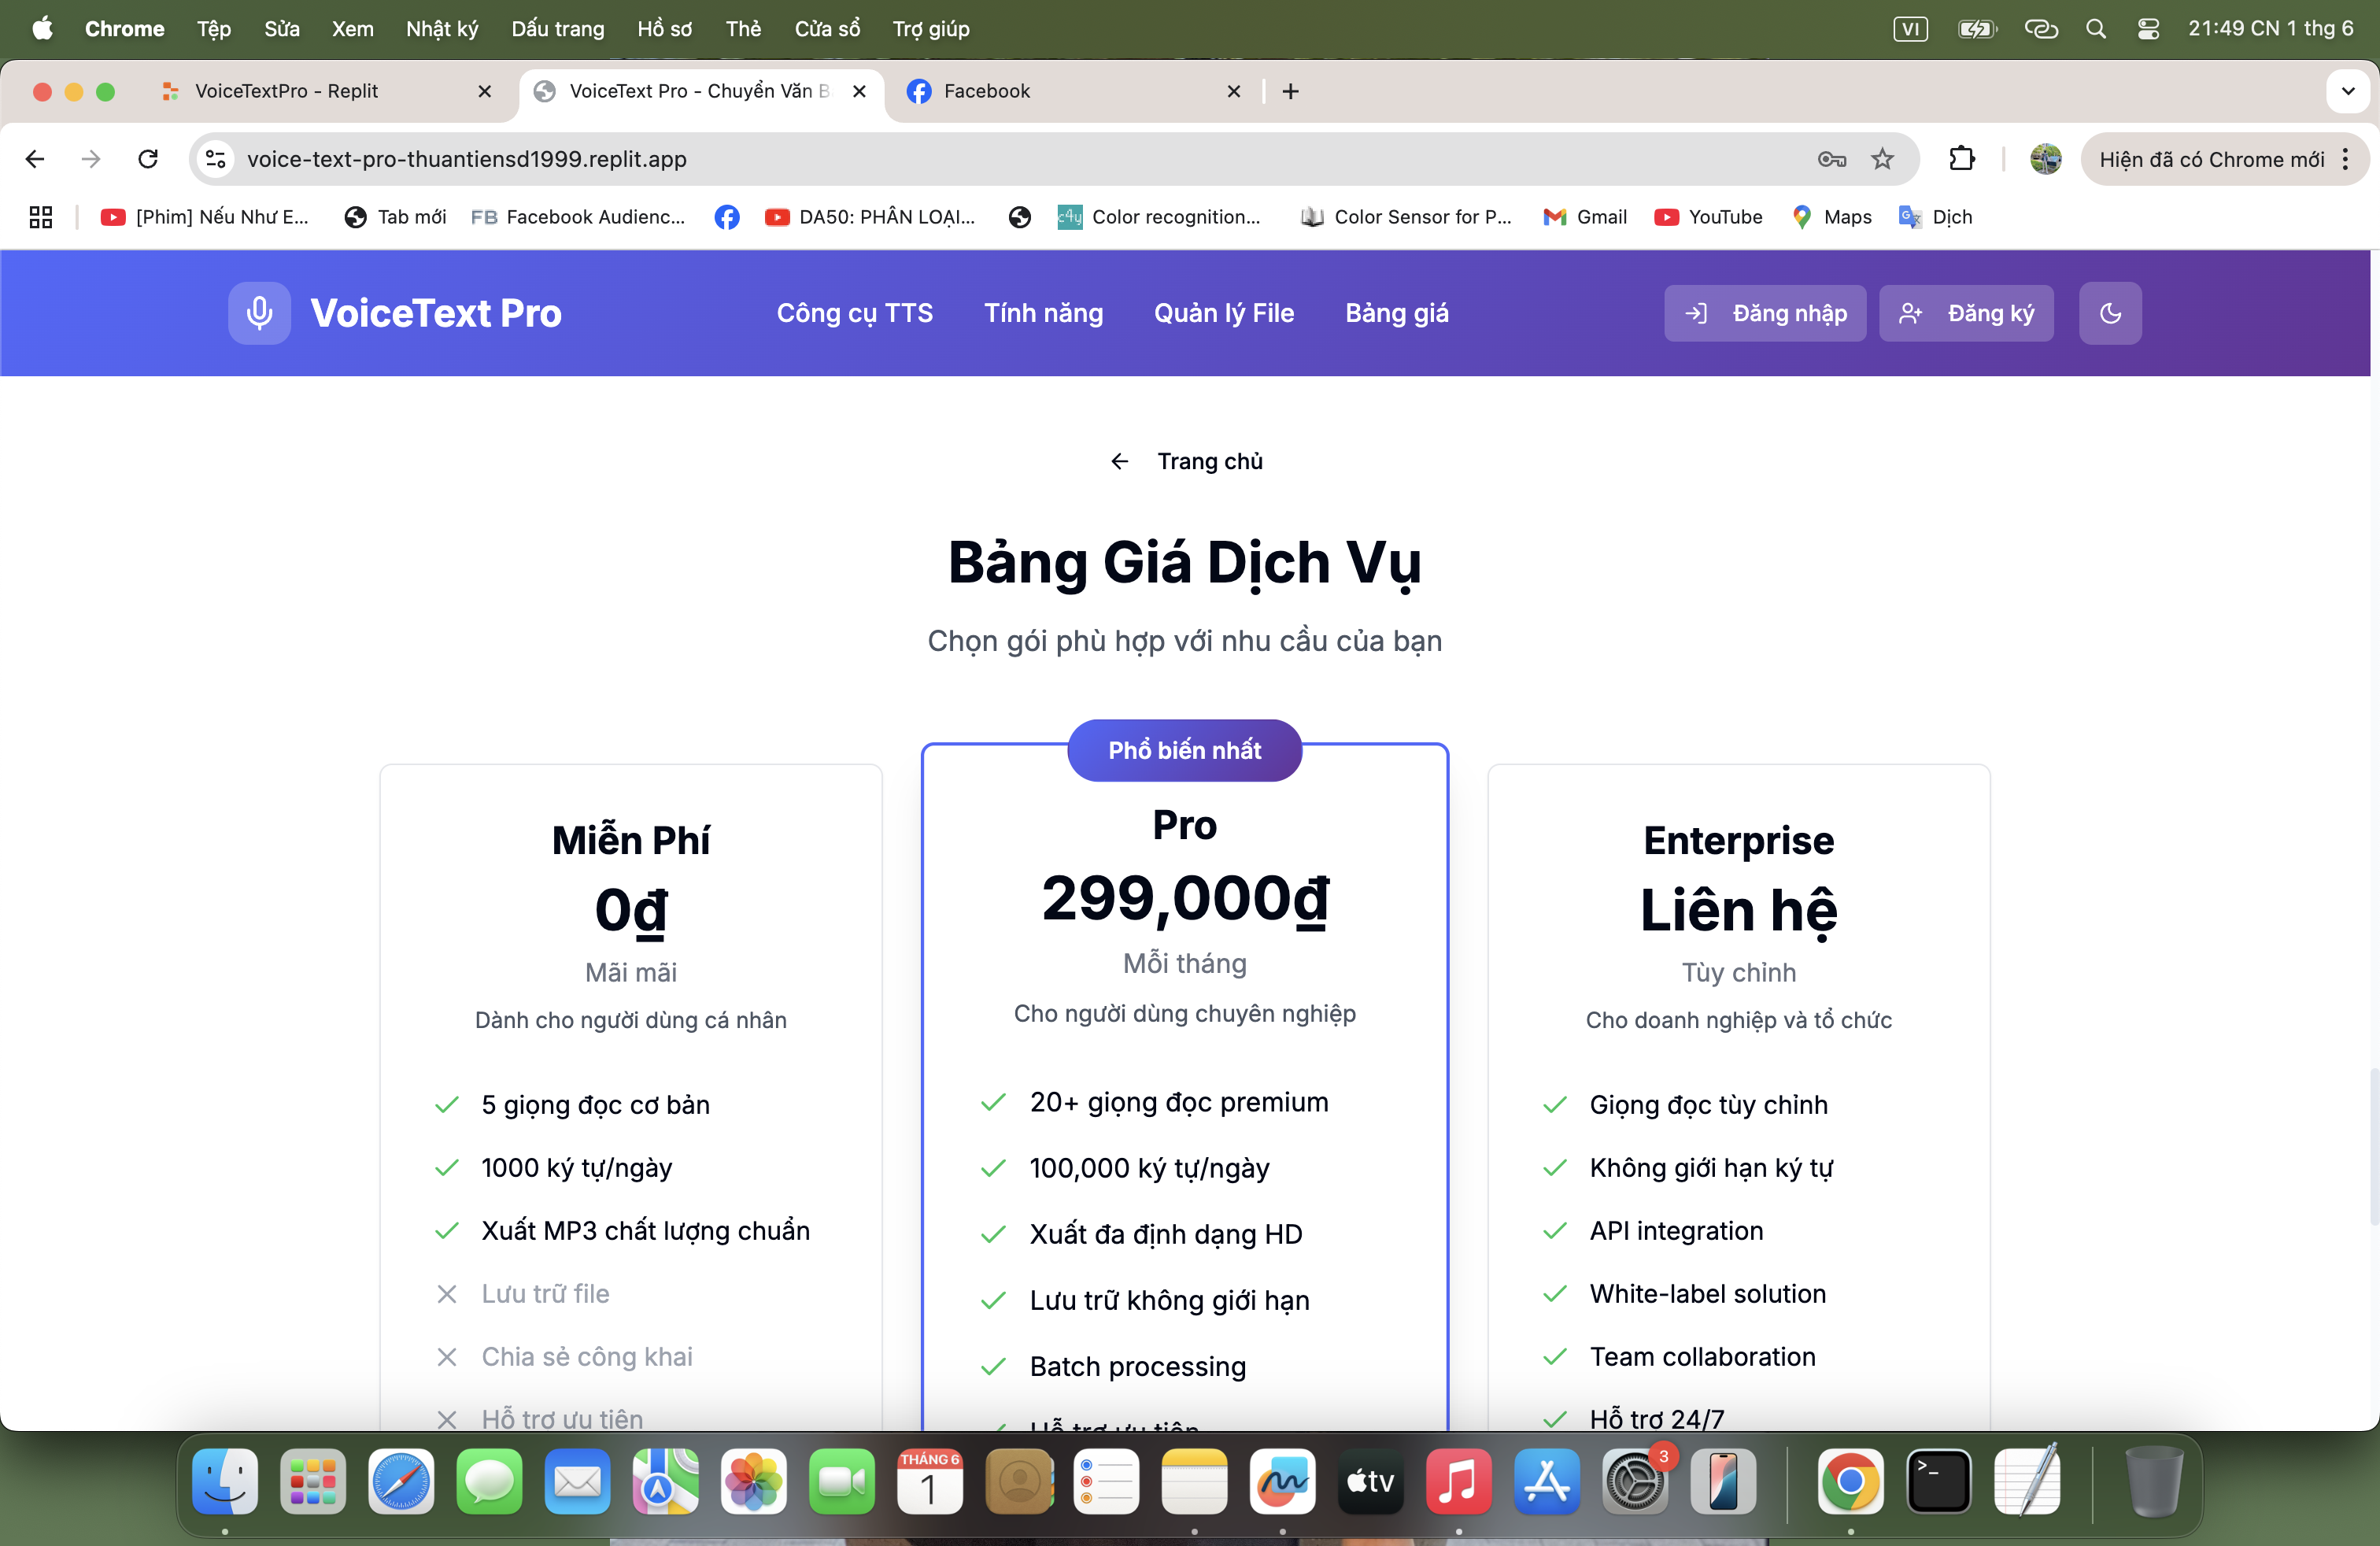 Chrome Tệp Sửa Xem Nhật ký Dấu trang Hồ sơ Thẻ Cửa sổ Trợ giúp VI 21:49 CN 1 thg 6
VoiceTextPro - Replit VoiceText Pro - Chuyển Văn B Facebook
voice-text-pro-thuantiensd1999.replit.app Hiện đã có Chrome mới
[Phim] Nếu Như E... Tab mới FB Facebook Audienc... DA50: PHÂN LOẠI... c4y Color recognition... Color Sensor for P... Gmail YouTube Maps Dịch
VoiceText Pro Công cụ TTS Tính năng Quản lý File Bảng giá Đăng nhập Đăng ký
Trang chủ
Bảng Giá Dịch Vụ
Chọn gói phù hợp với nhu cầu của bạn
Miễn Phí
0₫
Mãi mãi
Dành cho người dùng cá nhân
5 giọng đọc cơ bản
1000 ký tự/ngày
Xuất MP3 chất lượng chuẩn
Lưu trữ file
Chia sẻ công khai
Hỗ trợ ưu tiên
Phổ biến nhất
Pro
299,000₫
Mỗi tháng
Cho người dùng chuyên nghiệp
20+ giọng đọc premium
100,000 ký tự/ngày
Xuất đa định dạng HD
Lưu trữ không giới hạn
Batch processing
Hỗ trợ ưu tiên
Enterprise
Liên hệ
Tùy chỉnh
Cho doanh nghiệp và tổ chức
Giọng đọc tùy chỉnh
Không giới hạn ký tự
API integration
White-label solution
Team collaboration
Hỗ trợ 24/7
THÁNG 6
1
tv
3
>_